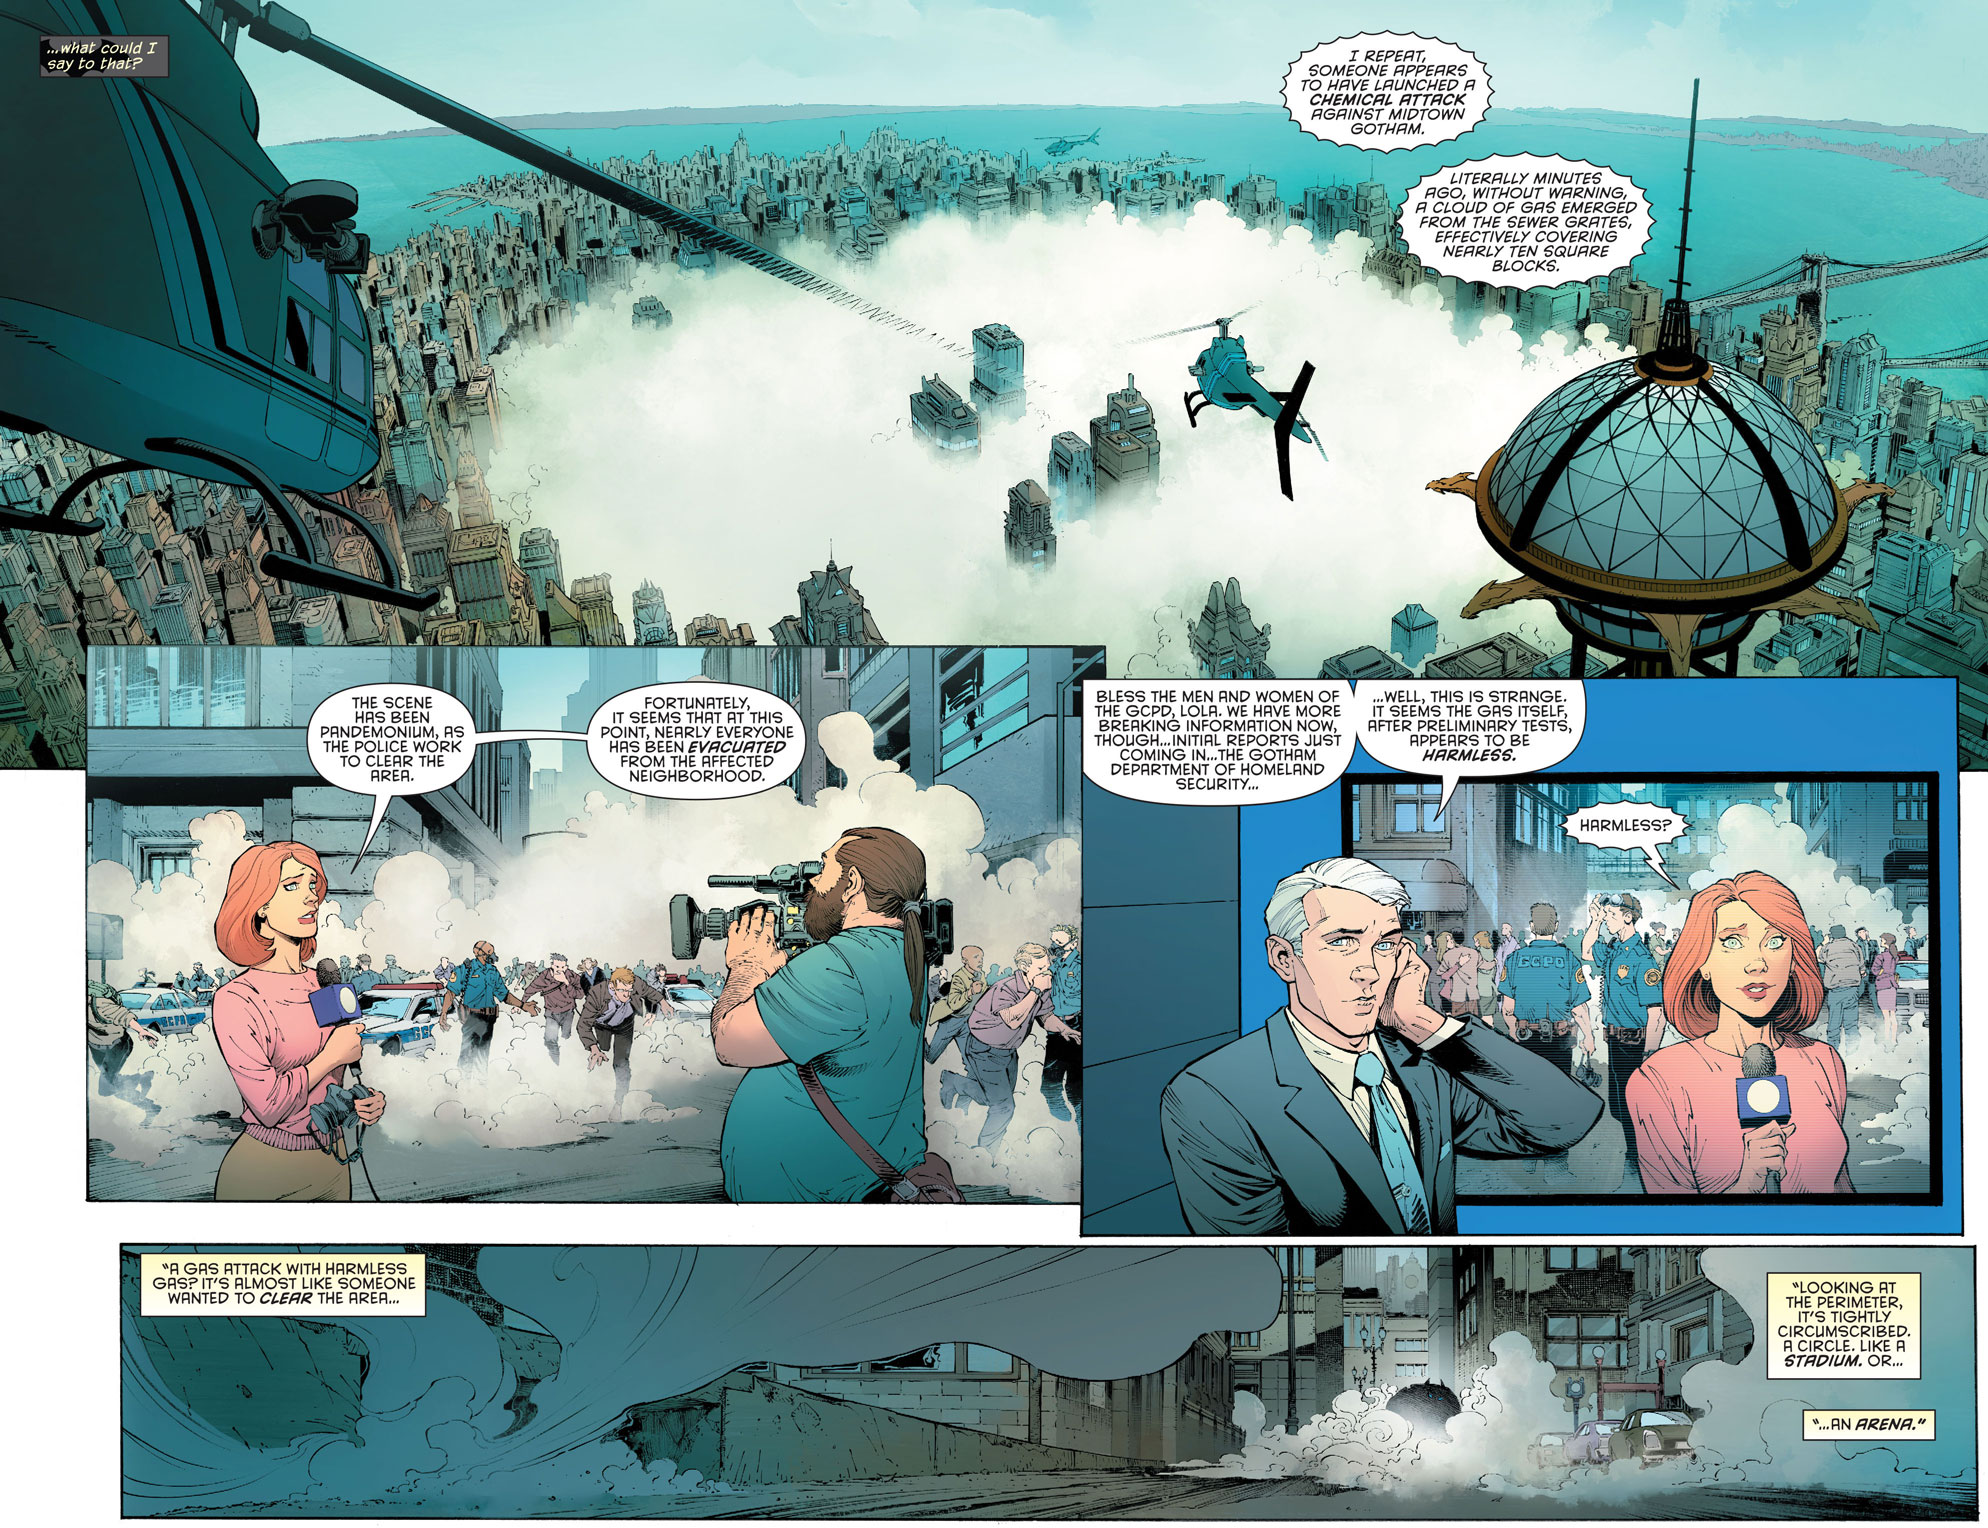 ...what could I
say to that?
I REPEAT,
SOMEONE APPEARS
TO HAVE LAUNCHED A
CHEMICAL ATTACK
AGAINST MIDTOWN
GOTHAM.
LITERALLY MINUTES
AGO, WITHOUT WARNING,
A CLOUD OF GAS EMERGED
FROM THE SEWER GRATES,
EFFECTIVELY COVERING
NEARLY TEN SQUARE
BLOCKS.
THE SCENE
HAS BEEN
PANDEMONIUM, AS
THE POLICE WORK
TO CLEAR THE
AREA.
FORTUNATELY,
IT SEEMS THAT AT THIS
POINT, NEARLY EVERYONE
HAS BEEN EVACUATED
FROM THE AFFECTED
NEIGHBORHOOD.
GCPD
BLESS THE MEN AND WOMEN OF
THE GCPD, LOLA. WE HAVE MORE
BREAKING INFORMATION NOW,
THOUGH...INITIAL REPORTS JUST
COMING IN...THE GOTHAM
DEPARTMENT OF HOMELAND
SECURITY...
...WELL, THIS IS STRANGE.
IT SEEMS THE GAS ITSELF,
AFTER PRELIMINARY TESTS,
APPEARS TO BE
HARMLESS.
HARMLESS?
GCPD
"A GAS ATTACK WITH HARMLESS
GAS? IT'S ALMOST LIKE SOMEONE
WANTED TO CLEAR THE AREA...
"LOOKING AT
THE PERIMETER,
IT'S TIGHTLY
CIRCUMSCRIBED.
A CIRCLE. LIKE A
STADIUM. OR...
"...AN ARENA."